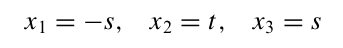 x₁ = −s, x₂ = t, x₃ = s